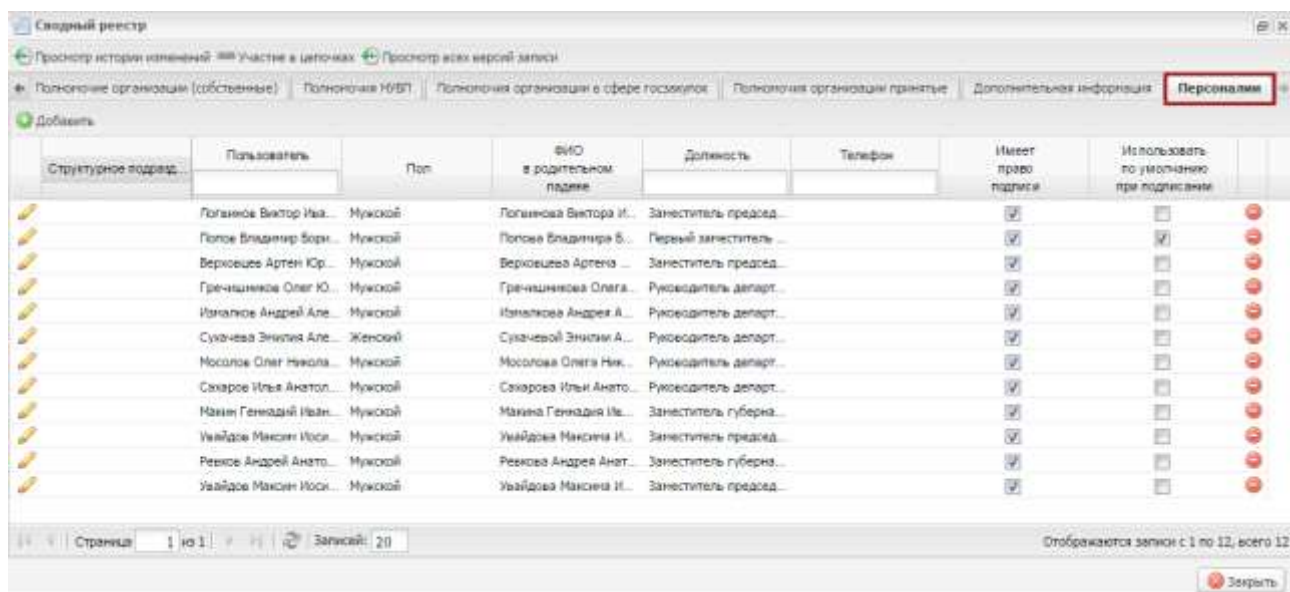 Сводный реестр
Просмотр истории изменений Участие в цепочках Просмотр всех версий записи
Полномочие организации (собственные) Полномочия НУБП Полномочия организации в сфере госзакупок Полномочия организации принятые Дополнительная информация Персоналии
Добавить
Структурное подразд... Пользователь Пол ФИО в родительном падеже Должность Телефон Имеет право подписи Использовать по умолчанию при подписании
Логвинов Виктор Ива... Мужской Логвинова Виктора И... Заместитель председ...
Попов Владимир Бори... Мужской Попова Владимира Б... Первый заместитель ...
Верховцев Артем Юр... Мужской Верховцева Артема ... Заместитель председ...
Гречишников Олег Ю... Мужской Гречишникова Олега... Руководитель департ...
Измалков Андрей Але... Мужской Измалкова Андрея А... Руководитель департ...
Сухачева Эмилия Але... Женский Сухачевой Эмилии А... Руководитель департ...
Мосолов Олег Никола... Мужской Мосолова Олега Ник... Руководитель департ...
Сахаров Илья Анатол... Мужской Сахарова Ильи Анато... Руководитель департ...
Макин Геннадий Иван... Мужской Макина Геннадия Ив... Заместитель губерна...
Увайдов Максим Иоси... Мужской Увайдова Максима И... Заместитель председ...
Ревков Андрей Анато... Мужской Ревкова Андрея Анат... Заместитель губерна...
Увайдов Максим Иоси... Мужской Увайдова Максима И... Заместитель председ...
Страница 1 из 1 Записей: 20 Отображаются записи с 1 по 12, всего 12
Закрыть